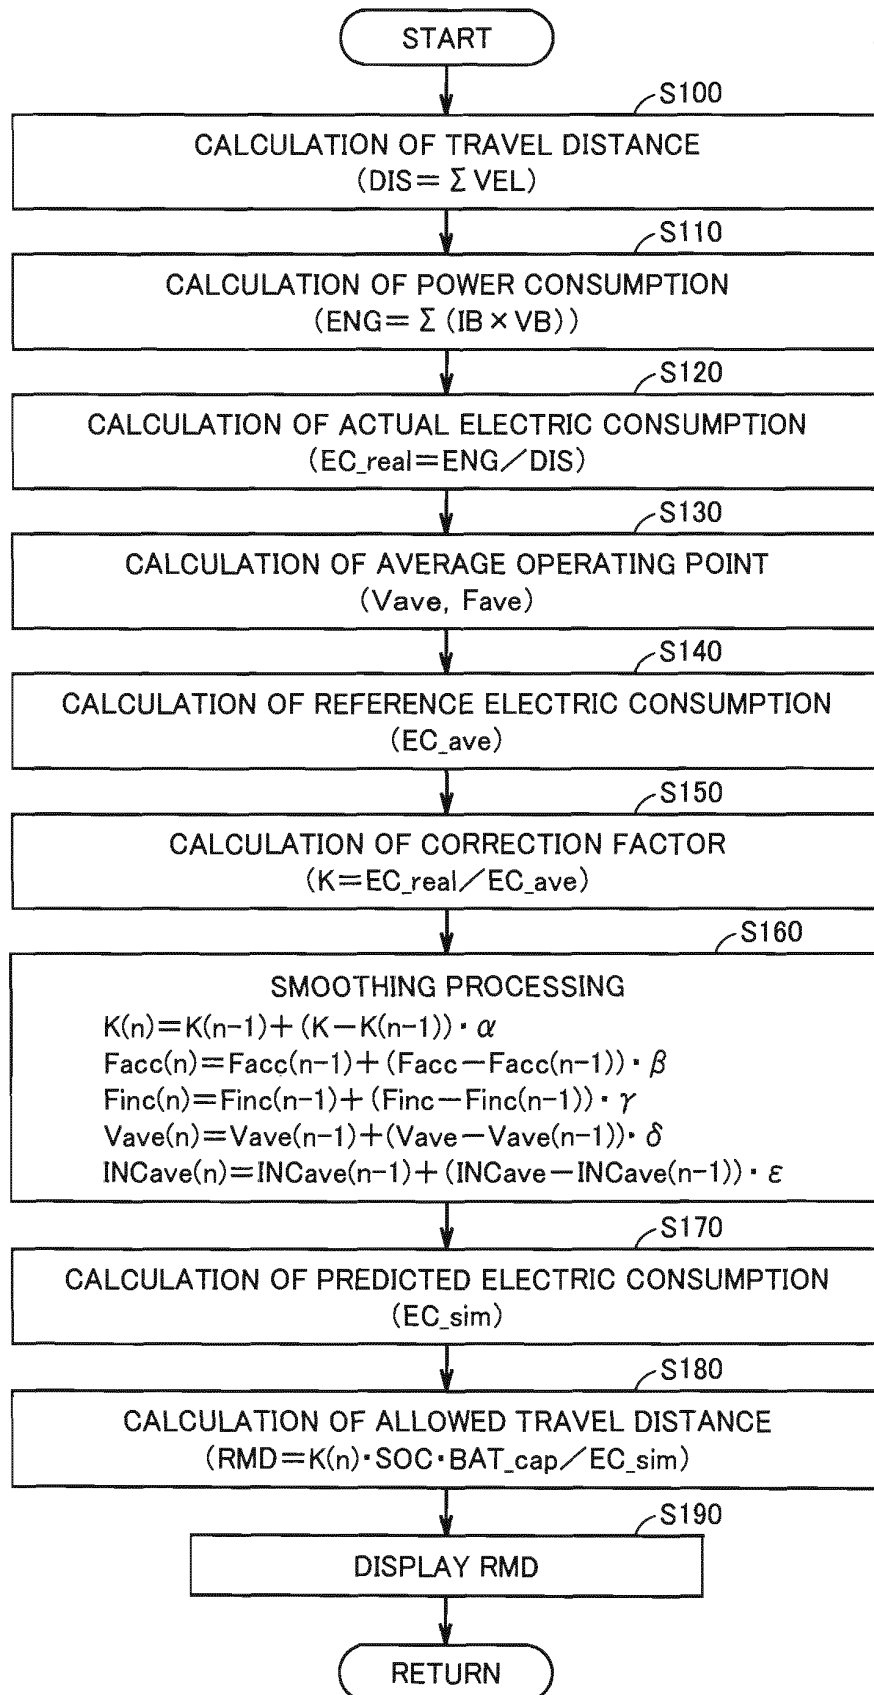 START
S100
CALCULATION OF TRAVEL DISTANCE
(DIS=ΣVEL)
S110
CALCULATION OF POWER CONSUMPTION
(ENG=Σ(IB×VB))
S120
CALCULATION OF ACTUAL ELECTRIC CONSUMPTION
(EC_real=ENG/DIS)
S130
CALCULATION OF AVERAGE OPERATING POINT
(Vave, Fave)
S140
CALCULATION OF REFERENCE ELECTRIC CONSUMPTION
(EC_ave)
S150
CALCULATION OF CORRECTION FACTOR
(K=EC_real/EC_ave)
S160
SMOOTHING PROCESSING
K(n)=K(n-1)+(K-K(n-1))・α
Facc(n)=Facc(n-1)+(Facc-Facc(n-1))・β
Finc(n)=Finc(n-1)+(Finc-Finc(n-1))・γ
Vave(n)=Vave(n-1)+(Vave-Vave(n-1))・δ
INCave(n)=INCave(n-1)+(INCave-INCave(n-1))・ε
S170
CALCULATION OF PREDICTED ELECTRIC CONSUMPTION
(EC_sim)
S180
CALCULATION OF ALLOWED TRAVEL DISTANCE
(RMD=K(n)・SOC・BAT_cap/EC_sim)
S190
DISPLAY RMD
RETURN